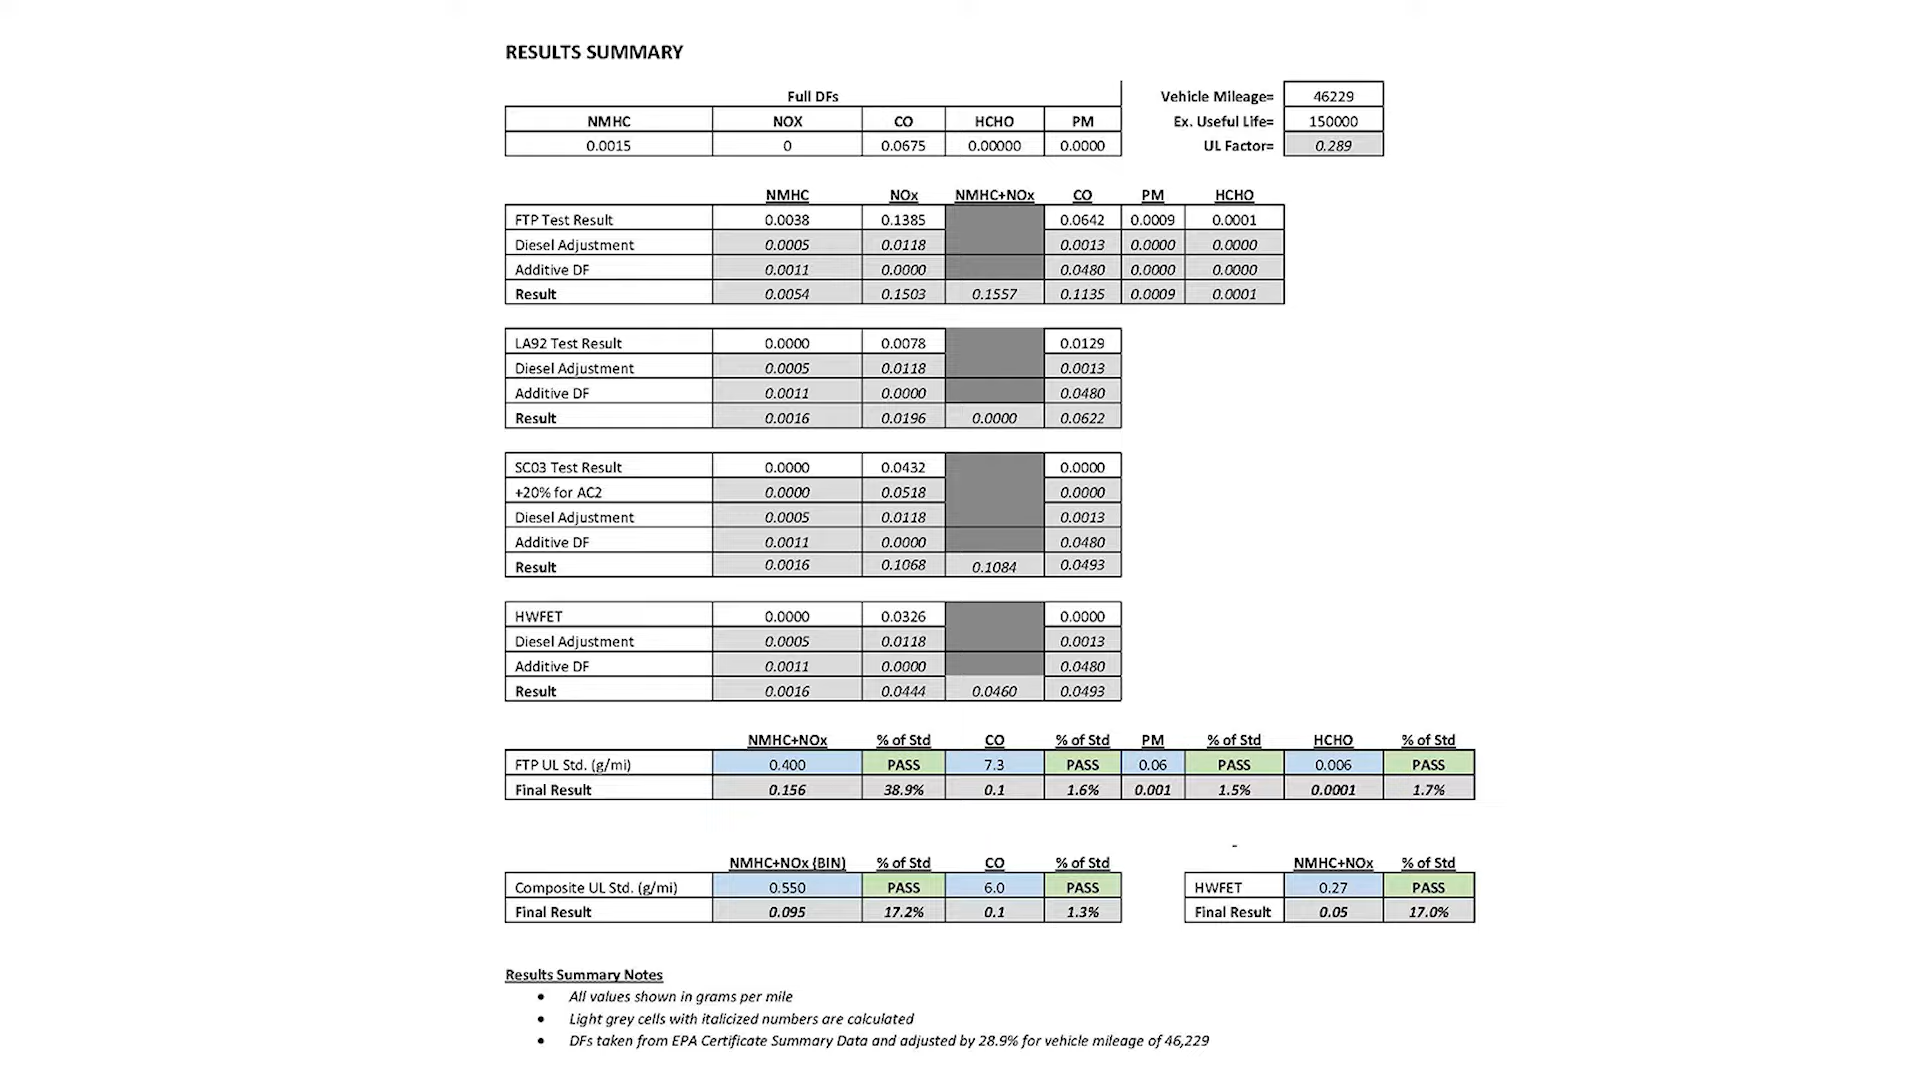 RESULTS SUMMARY
Full DFs Vehicle Mileage= 46229
NMHC NOX CO HCHO PM Ex. Useful Life= 150000
0.0015 0 0.0675 0.00000 0.0000 UL Factor= 0.289
NMHC NOx NMHC+NOx CO PM HCHO
FTP Test Result 0.0038 0.1385 0.0642 0.0009 0.0001
Diesel Adjustment 0.0005 0.0118 0.0013 0.0000 0.0000
Additive DF 0.0011 0.0000 0.0480 0.0000 0.0000
Result 0.0054 0.1503 0.1557 0.1135 0.0009 0.0001
LA92 Test Result 0.0000 0.0078 0.0129
Diesel Adjustment 0.0005 0.0118 0.0013
Additive DF 0.0011 0.0000 0.0480
Result 0.0016 0.0196 0.0000 0.0622
SC03 Test Result 0.0000 0.0432 0.0000
+20% for AC2 0.0000 0.0518 0.0000
Diesel Adjustment 0.0005 0.0118 0.0013
Additive DF 0.0011 0.0000 0.0480
Result 0.0016 0.1068 0.1084 0.0493
HWFET 0.0000 0.0326 0.0000
Diesel Adjustment 0.0005 0.0118 0.0013
Additive DF 0.0011 0.0000 0.0480
Result 0.0016 0.0444 0.0460 0.0493
NMHC+NOx % of Std CO % of Std PM % of Std HCHO % of Std
FTP UL Std. (g/mi) 0.400 PASS 7.3 PASS 0.06 PASS 0.006 PASS
Final Result 0.156 38.9% 0.1 1.6% 0.001 1.5% 0.0001 1.7%
-
NMHC+NOx (BIN) % of Std CO % of Std NMHC+NOx % of Std
Composite UL Std. (g/mi) 0.550 PASS 6.0 PASS HWFET 0.27 PASS
Final Result 0.095 17.2% 0.1 1.3% Final Result 0.05 17.0%
Results Summary Notes
• All values shown in grams per mile
• Light grey cells with italicized numbers are calculated
• DFs taken from EPA Certificate Summary Data and adjusted by 28.9% for vehicle mileage of 46,229